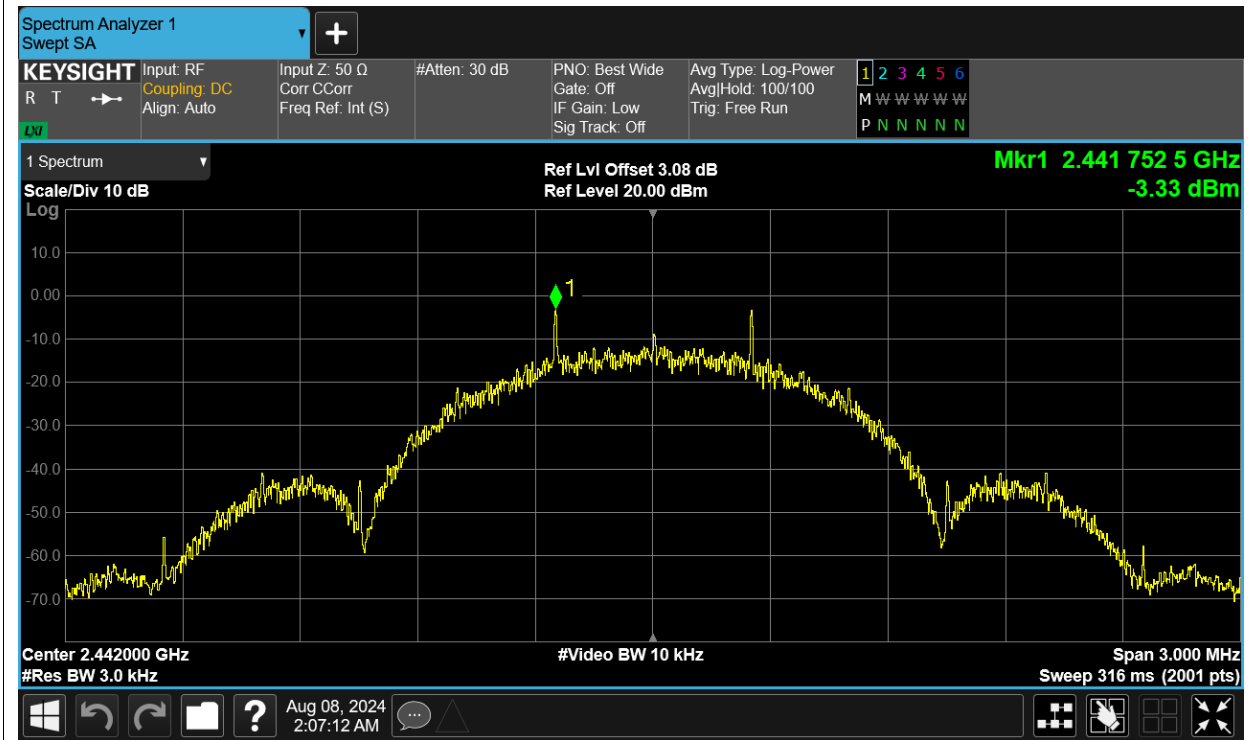 Spectrum Analyzer 1
Swept SA
KEYSIGHT
R T
LXI
Input: RF
Coupling: DC
Align: Auto
Input Z: 50 Ω
Corr CCorr
Freq Ref: Int (S)
#Atten: 30 dB
PNO: Best Wide
Gate: Off
IF Gain: Low
Sig Track: Off
Avg Type: Log-Power
Avg|Hold: 100/100
Trig: Free Run
1 2 3 4 5 6
M W W W W W
P N N N N N
1 Spectrum
Scale/Div 10 dB
Ref Lvl Offset 3.08 dB
Ref Level 20.00 dBm
Mkr1 2.441 752 5 GHz
-3.33 dBm
Log
10.0
0.00
-10.0
-20.0
-30.0
-40.0
-50.0
-60.0
-70.0
1
Center 2.442000 GHz
#Res BW 3.0 kHz
#Video BW 10 kHz
Span 3.000 MHz
Sweep 316 ms (2001 pts)
?
Aug 08, 2024
2:07:12 AM